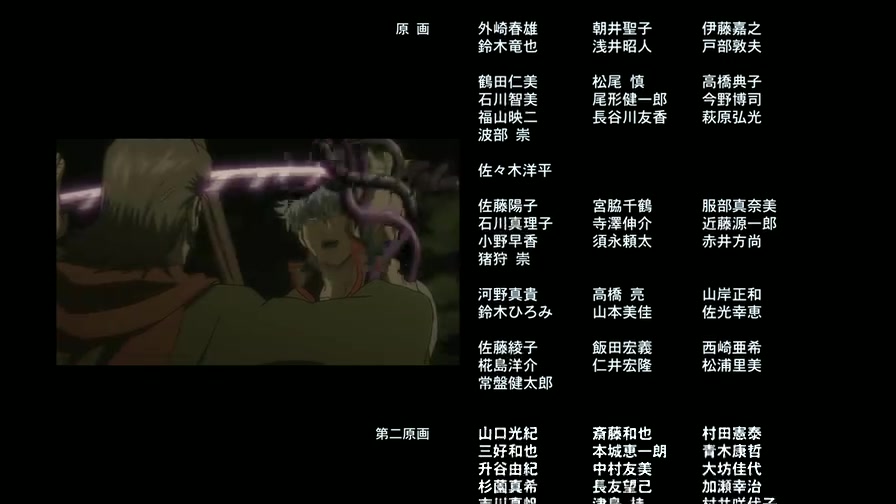 原 画 外崎春雄 朝井聖子 伊藤嘉之
鈴木竜也 浅井昭人 戸部敦夫
鶴田仁美 松尾 慎 高橋典子
石川智美 尾形健一郎 今野博司
福山映二 長谷川友香 萩原弘光
波部 崇
佐々木洋平
佐藤陽子 宮脇千鶴 服部真奈美
石川真理子 寺澤伸介 近藤源一郎
小野早香 須永頼太 赤井方尚
猪狩 崇
河野真貴 高橋 亮 山岸正和
鈴木ひろみ 山本美佳 佐光幸恵
佐藤綾子 飯田宏義 西崎亜希
椛島洋介 仁井宏隆 松浦里美
常盤健太郎
第二原画 山口光紀 斎藤和也 村田憲泰
三好和也 本城恵一朗 青木康哲
升谷由紀 中村友美 大坊佳代
杉薗真希 長友望己 加瀬幸治